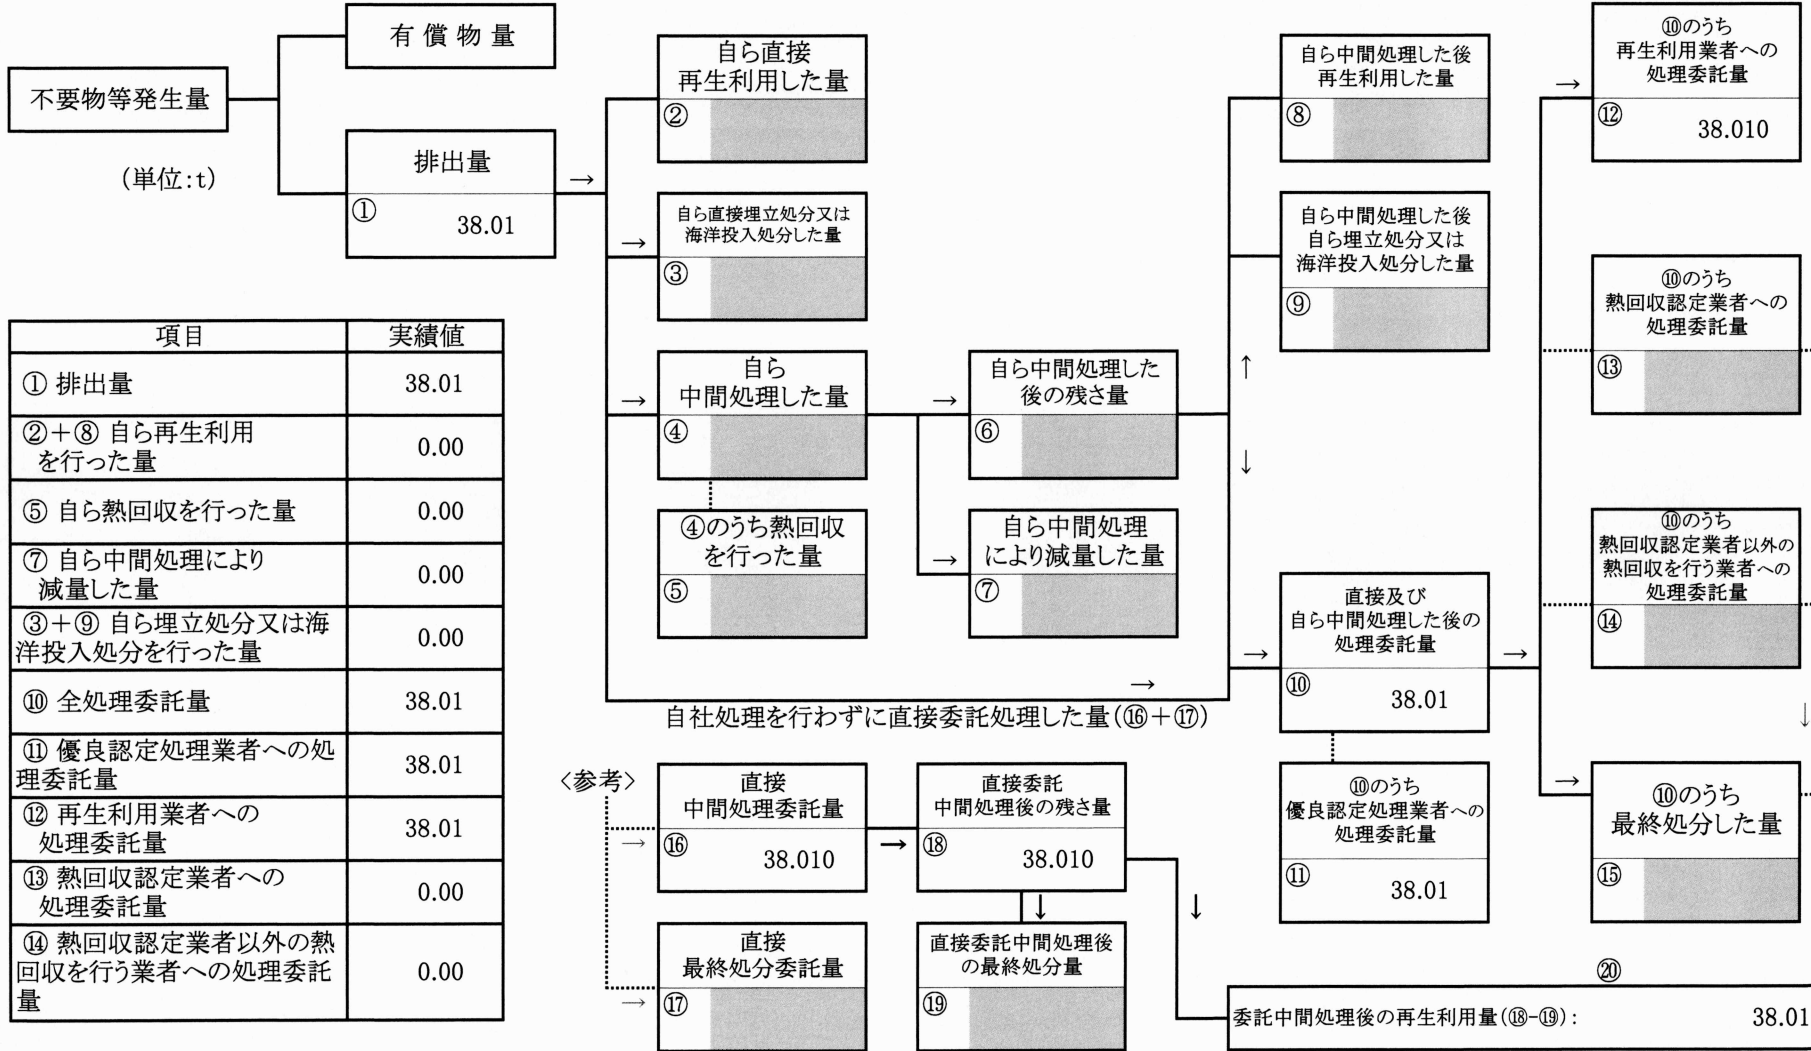 不要物等発生量
(単位:t)
有償物量
排出量
① 38.01
自ら直接
再生利用した量
②
自ら直接埋立処分又は
海洋投入処分した量
③
自ら
中間処理した量
④
④のうち熱回収
を行った量
⑤
自ら中間処理した
後の残さ量
⑥
自ら中間処理
により減量した量
⑦
自ら中間処理した後
再生利用した量
⑧
自ら中間処理した後
自ら埋立処分又は
海洋投入処分した量
⑨
直接及び
自ら中間処理した後の
処理委託量
⑩ 38.01
⑩のうち
優良認定処理業者への
処理委託量
⑪ 38.01
⑩のうち
再生利用業者への
処理委託量
⑫ 38.010
⑩のうち
熱回収認定業者への
処理委託量
⑬
⑩のうち
熱回収認定業者以外の
熱回収を行う業者への
処理委託量
⑭
⑩のうち
最終処分した量
⑮
自社処理を行わずに直接委託処理した量(⑯+⑰)
〈参考〉
直接
中間処理委託量
⑯ 38.010
直接
最終処分委託量
⑰
直接委託
中間処理後の残さ量
⑱ 38.010
直接委託中間処理後
の最終処分量
⑲
⑳
委託中間処理後の再生利用量(⑱-⑲): 38.01
項目 実績値
① 排出量 38.01
②+⑧ 自ら再生利用
を行った量 0.00
⑤ 自ら熱回収を行った量 0.00
⑦ 自ら中間処理により
減量した量 0.00
③+⑨ 自ら埋立処分又は海
洋投入処分を行った量 0.00
⑩ 全処理委託量 38.01
⑪ 優良認定処理業者への処
理委託量 38.01
⑫ 再生利用業者への
処理委託量 38.01
⑬ 熱回収認定業者への
処理委託量 0.00
⑭ 熱回収認定業者以外の熱
回収を行う業者への処理委託
量 0.00